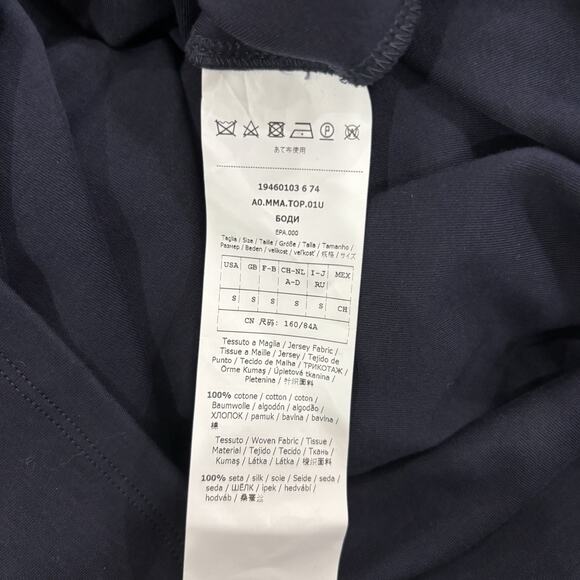 あて布使用
19460103 6 74
A0.MMA.TOP.01U
БОДИ
EPA.000
Taglia / Size / Taille / Größe / Talla / Tamanho /
Размер / Beden / velikost / veľkosť / 规格 / サイズ
USA GB F-B CH-NL A-D I-J RU MEX
S S S S S CH
CN 尺码: 160/84A
Tessuto a Maglia / Jersey Fabric /
Tissue a Maille / Jersey / Tejido de
Punto / Tecido de Malha / ТРИКОТАЖ /
Orme Kumaş / Úpletová tkanina /
Pletenina / 针织面料
100% cotone / cotton / coton /
Baumwolle / algodón / algodão /
ХЛОПОК / pamuk / bavlna / bavlna /
棉
Tessuto / Woven Fabric / Tissue /
Material / Tejido / Tecido / Ткань /
Kumaş / Látka / Látka / 梭织面料
100% seta / silk / soie / Seide / seda /
seda / ШЁЛК / ipek / hedvábí /
hodváb / 桑蚕丝